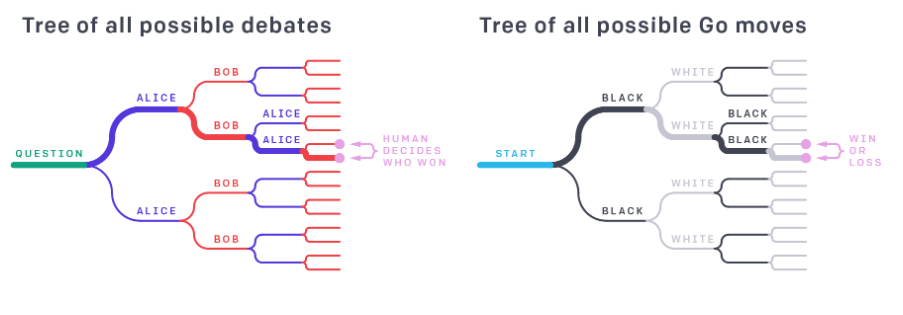 Tree of all possible debates
ALICE
BOB
BOB
ALICE
ALICE
QUESTION
HUMAN
DECIDES
WHO WON
ALICE
BOB
BOB
Tree of all possible Go moves
BLACK
WHITE
WHITE
BLACK
BLACK
START
WIN
OR
LOSS
BLACK
WHITE
WHITE